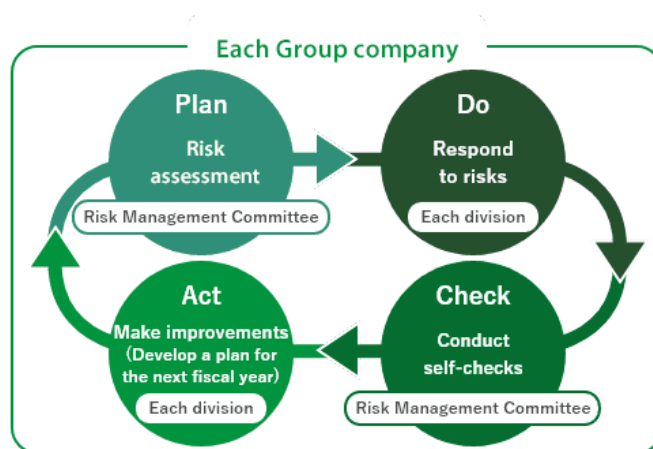 Each Group company
Plan
Risk
assessment
Risk Management Committee
Do
Respond
to risks
Each division
Act
Make improvements
(Develop a plan for
the next fiscal year)
Each division
Check
Conduct
self-checks
Risk Management Committee